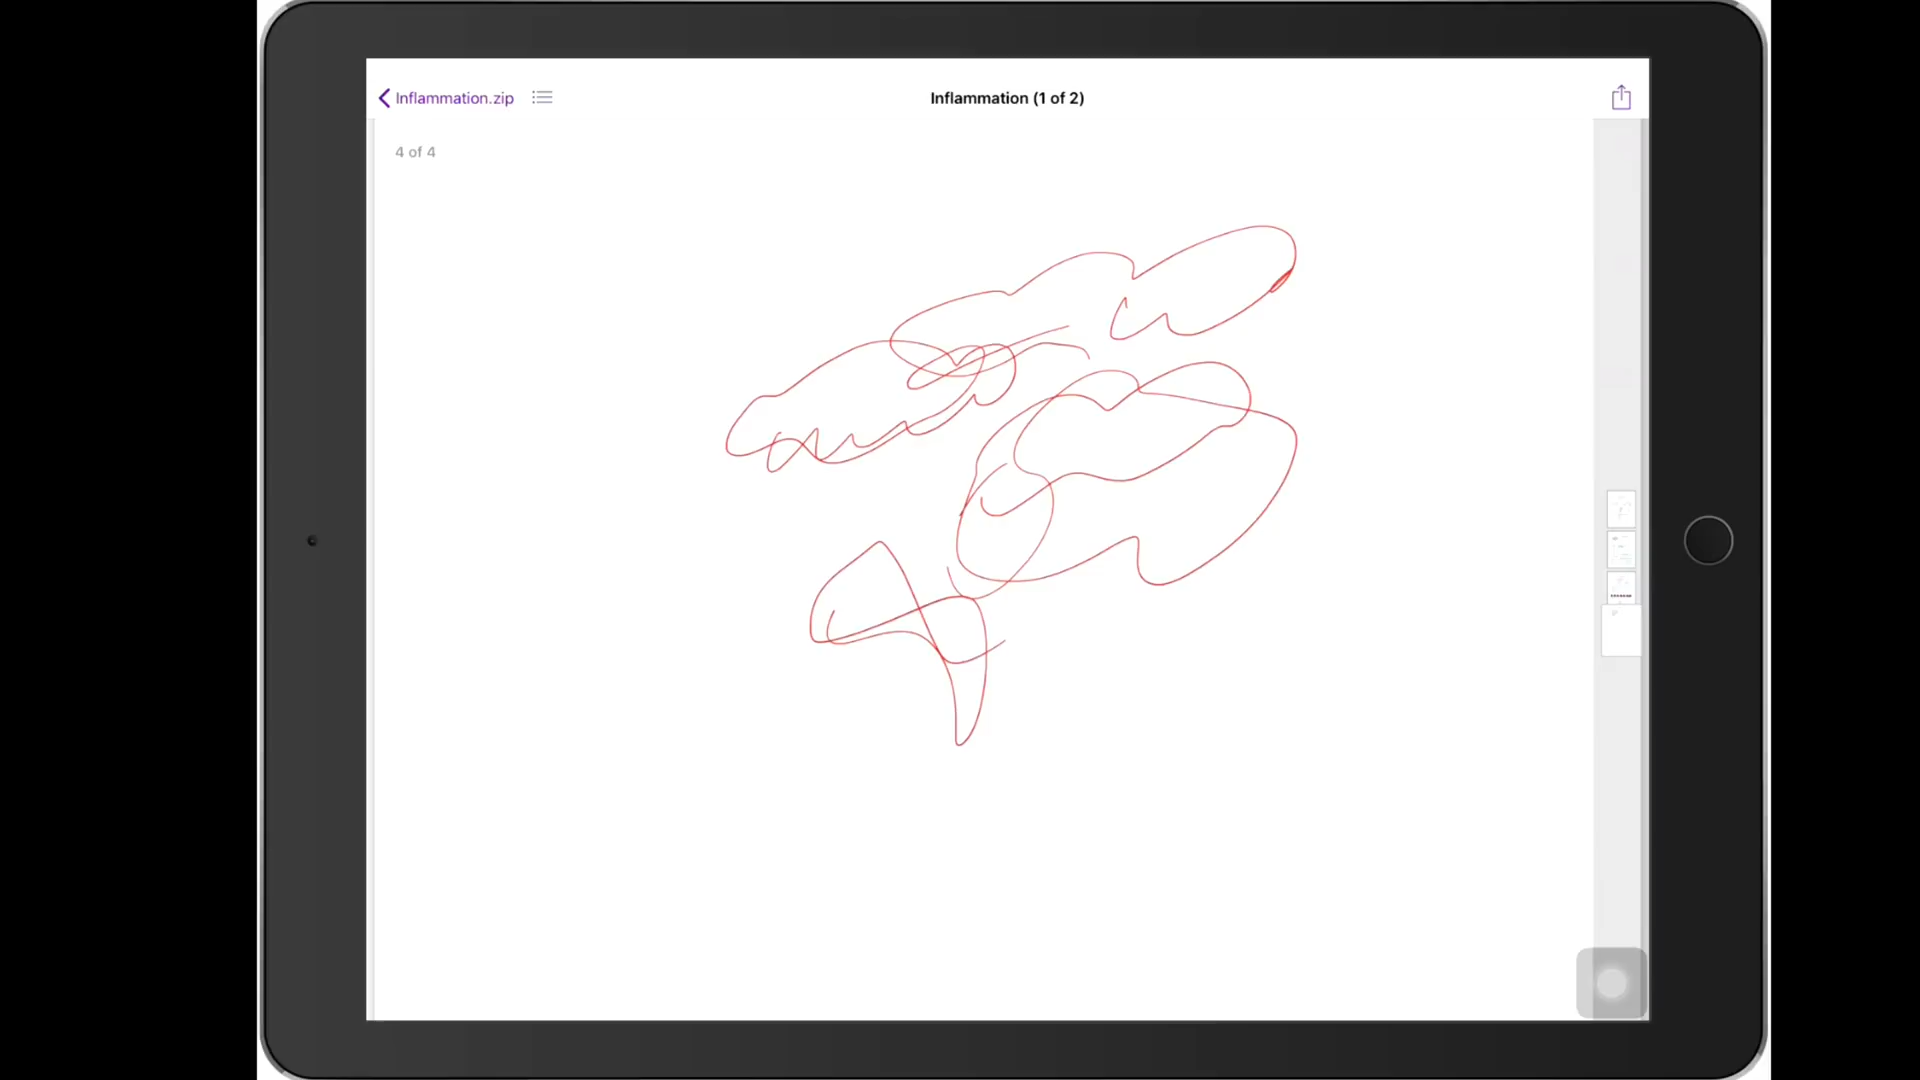 Inflammation.zip
Inflammation (1 of 2)
4 of 4